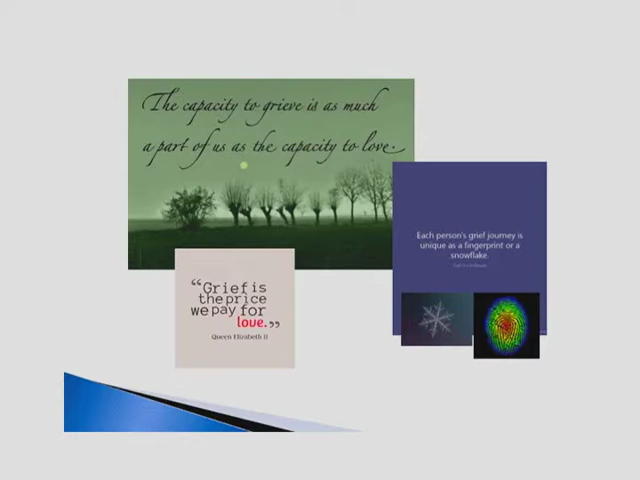 The capacity to grieve is as much
a part of us as the capacity to love.
Each person's grief journey is
unique as a fingerprint or a
snowflake.
“Grief is
the price
we pay for
love.”
Queen Elizabeth II